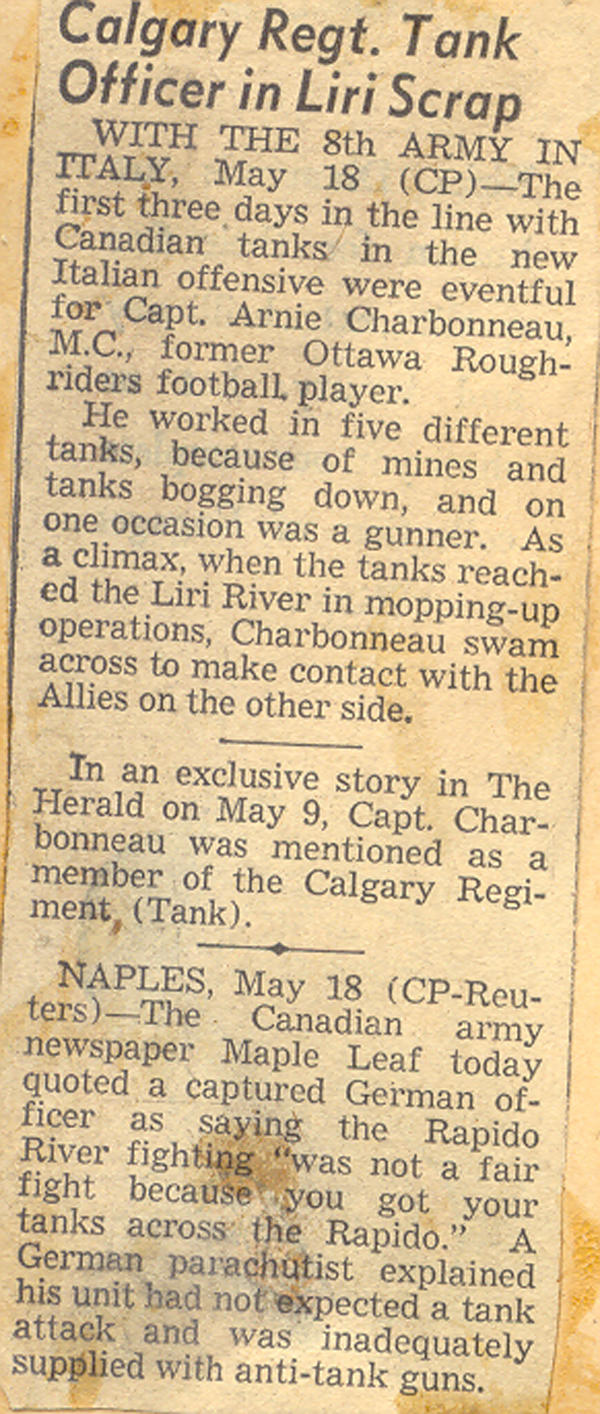 Calgary Regt. Tank
Officer in Liri Scrap
WITH THE 8th ARMY IN
ITALY, May 18 (CP)—The
first three days in the line with
Canadian tanks in the new
Italian offensive were eventful
for Capt. Arnie Charbonneau,
M.C., former Ottawa Rough-
riders football player.
He worked in five different
tanks, because of mines and
tanks bogging down, and on
one occasion was a gunner. As
a climax, when the tanks reach-
ed the Liri River in mopping-up
operations, Charbonneau swam
across to make contact with the
Allies on the other side.
In an exclusive story in The
Herald on May 9, Capt. Char-
bonneau was mentioned as a
member of the Calgary Regi-
ment, (Tank).
NAPLES, May 18 (CP-Reu-
ters)—The Canadian army
newspaper Maple Leaf today
quoted a captured German of-
ficer as saying the Rapido
River fighting “was not a fair
fight because you got your
tanks across the Rapido.” A
German parachutist explained
his unit had not expected a tank
attack and was inadequately
supplied with anti-tank guns.